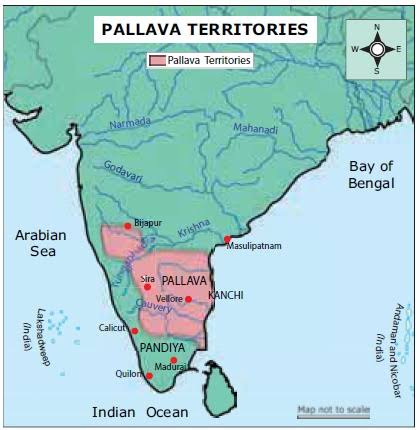 PALLAVA TERRITORIES
Pallava Territories
N
W
E
S
Narmada
Mahanadi
Godavari
Bay of
Bengal
Bijapur
Krishna
Arabian
Sea
Masulipatnam
Tungabhadra
Sira
PALLAVA
Vellore
KANCHI
Cauvery
Lakshadweep
(India)
Andaman and Nicobar
(India)
Calicut
PANDIYA
Madurai
Quilon
Indian Ocean
Map not to scale